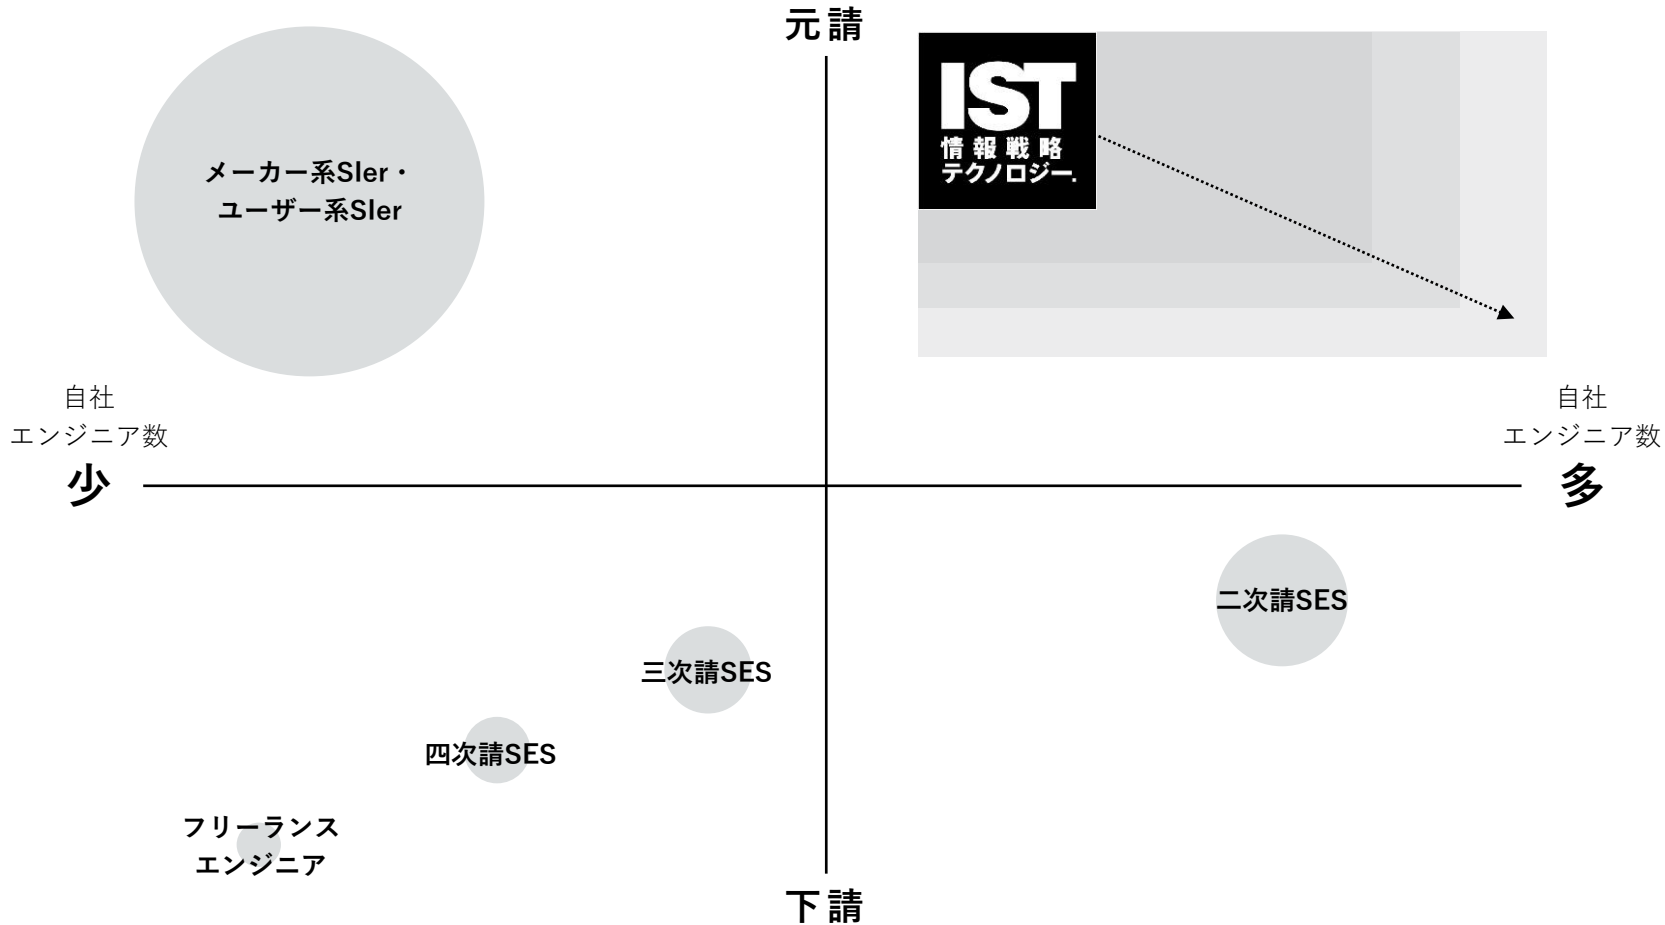 元請
IST
情報戦略
テクノロジー.
メーカー系SIer・
ユーザー系SIer
自社
エンジニア数
少
自社
エンジニア数
多
二次請SES
三次請SES
四次請SES
フリーランス
エンジニア
下請